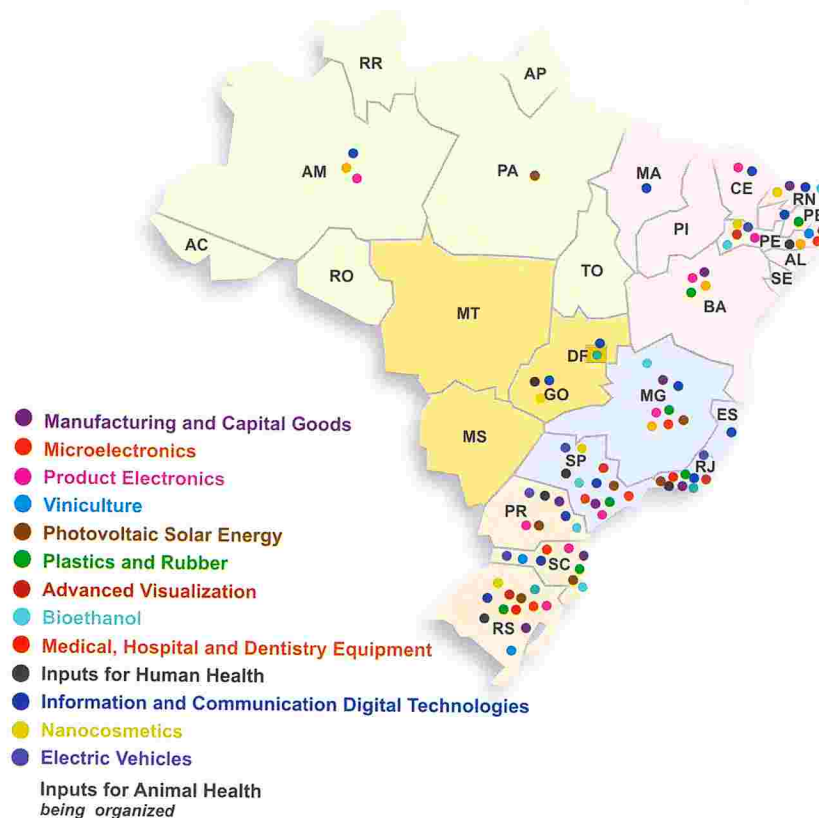 RR
AP
AM
PA
MA
CE
RN
PB
PI
PE
AL
SE
AC
RO
TO
BA
MT
DF
GO
MG
ES
MS
SP
RJ
PR
SC
RS
Manufacturing and Capital Goods
Microelectronics
Product Electronics
Viniculture
Photovoltaic Solar Energy
Plastics and Rubber
Advanced Visualization
Bioethanol
Medical, Hospital and Dentistry Equipment
Inputs for Human Health
Information and Communication Digital Technologies
Nanocosmetics
Electric Vehicles
Inputs for Animal Health
being organized